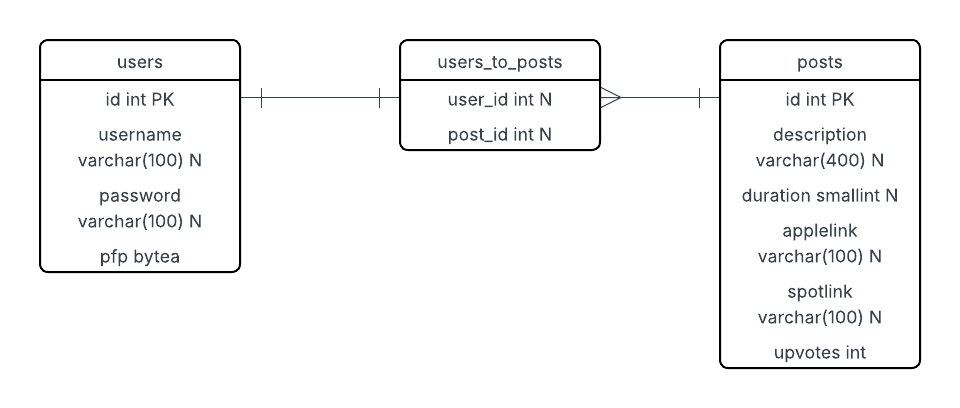 users
id int PK
username
varchar(100) N
password
varchar(100) N
pfp bytea
users_to_posts
user_id int N
post_id int N
posts
id int PK
description
varchar(400) N
duration smallint N
applelink
varchar(100) N
spotlink
varchar(100) N
upvotes int